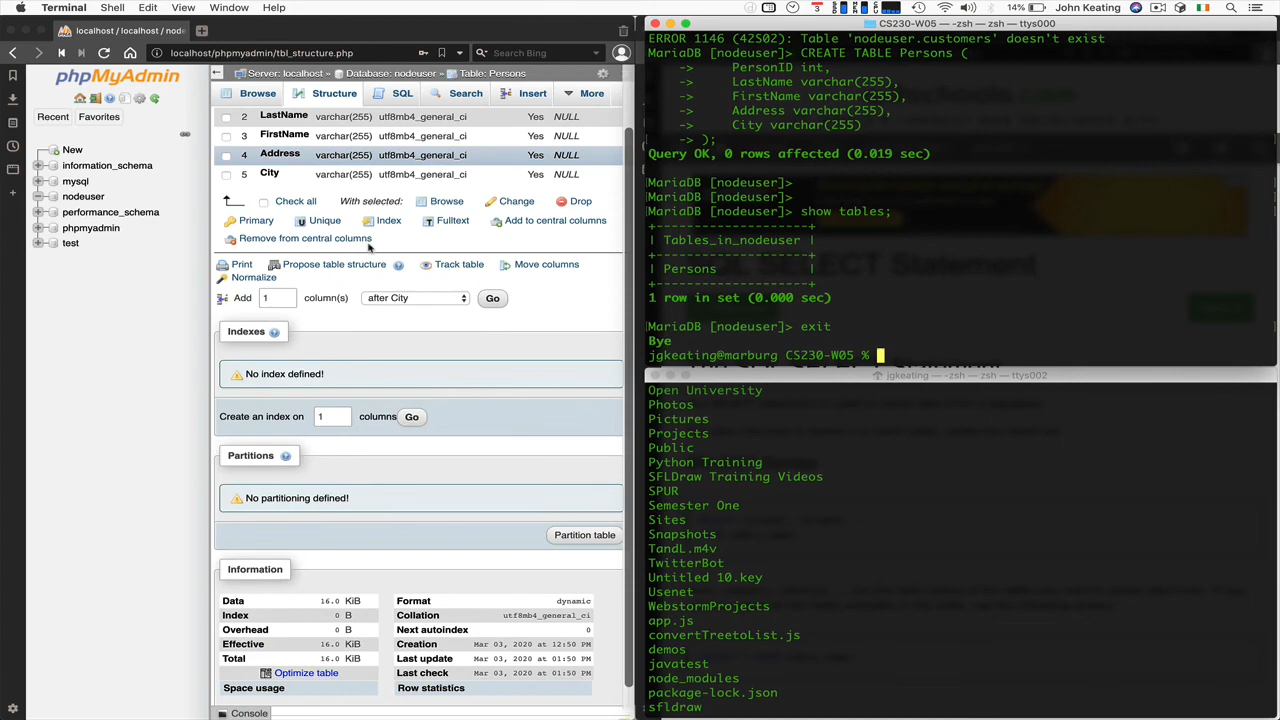 Terminal Shell Edit View Window Help 3 14% John Keating
localhost / localhost / node
localhost/phpmyadmin/tbl_structure.php Search Bing
phpMyAdmin
Recent Favorites
New
information_schema
mysql
nodeuser
performance_schema
phpmyadmin
test
Server: localhost » Database: nodeuser » Table: Persons
Browse Structure SQL Search Insert More
2 LastName varchar(255) utf8mb4_general_ci Yes NULL
3 FirstName varchar(255) utf8mb4_general_ci Yes NULL
4 Address varchar(255) utf8mb4_general_ci Yes NULL
5 City varchar(255) utf8mb4_general_ci Yes NULL
Check all With selected: Browse Change Drop
Primary Unique Index Fulltext Add to central columns
Remove from central columns
Print Propose table structure Track table Move columns
Normalize
Add 1 column(s) after City Go
Indexes
No index defined!
Create an index on 1 columns Go
Partitions
No partitioning defined!
Partition table
Information
Data 16.0 KiB
Index 0 B
Overhead 0 B
Effective 16.0 KiB
Total 16.0 KiB
Optimize table
Space usage
Format dynamic
Collation utf8mb4_general_ci
Next autoindex 0
Creation Mar 03, 2020 at 12:50 PM
Last update Mar 03, 2020 at 01:50 PM
Last check Mar 03, 2020 at 01:50 PM
Row statistics
Console
CS230-W05 — -zsh — zsh — ttys000
ERROR 1146 (42S02): Table 'nodeuser.customers' doesn't exist
MariaDB [nodeuser]> CREATE TABLE Persons (
-> PersonID int,
-> LastName varchar(255),
-> FirstName varchar(255),
-> Address varchar(255),
-> City varchar(255)
-> );
Query OK, 0 rows affected (0.019 sec)
MariaDB [nodeuser]>
MariaDB [nodeuser]>
MariaDB [nodeuser]> show tables;
+--------------------+
| Tables_in_nodeuser |
+--------------------+
| Persons |
+--------------------+
1 row in set (0.000 sec)
MariaDB [nodeuser]> exit
Bye
jgkeating@marburg CS230-W05 %
jgkeating — -zsh — zsh — ttys002
Open University
Photos
Pictures
Projects
Public
Python Training
SFLDraw Training Videos
SPUR
Semester One
Sites
Snapshots
TandL.m4v
TwitterBot
Untitled 10.key
Usenet
WebstormProjects
app.js
convertTreetoList.js
demos
javatest
node_modules
package-lock.json
sfldraw